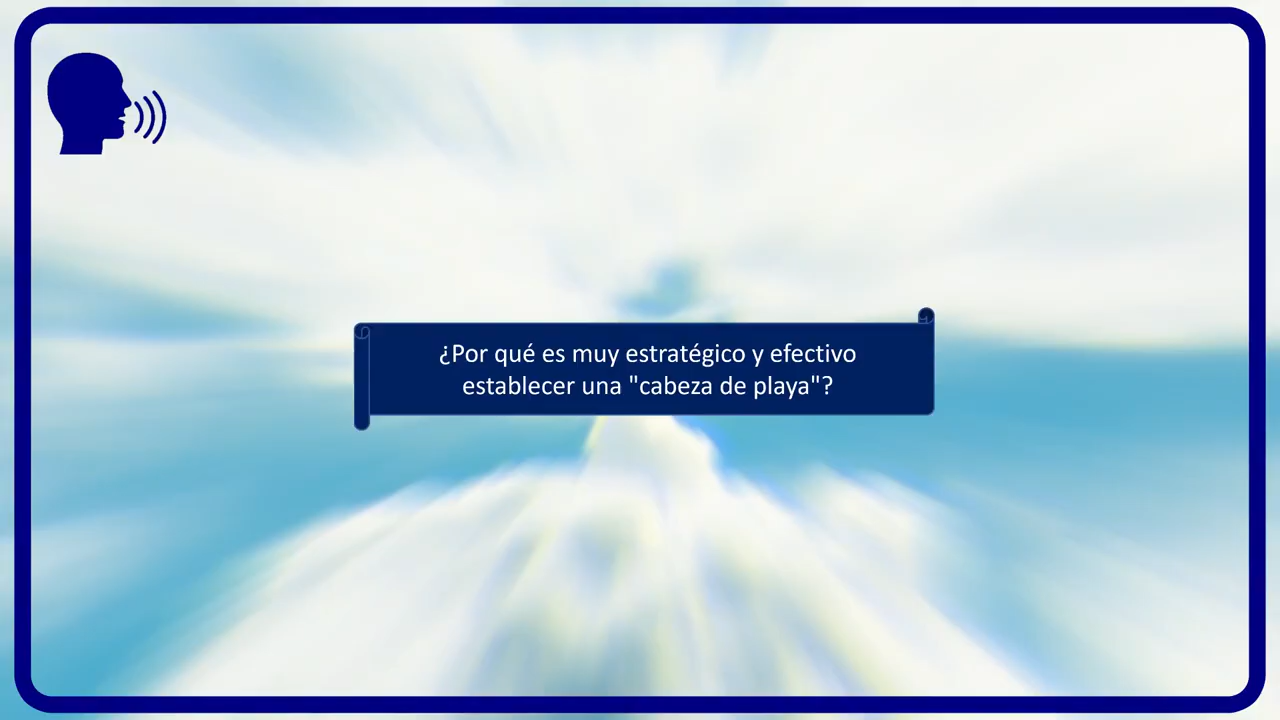 ¿Por qué es muy estratégico y efectivo
establecer una "cabeza de playa"?